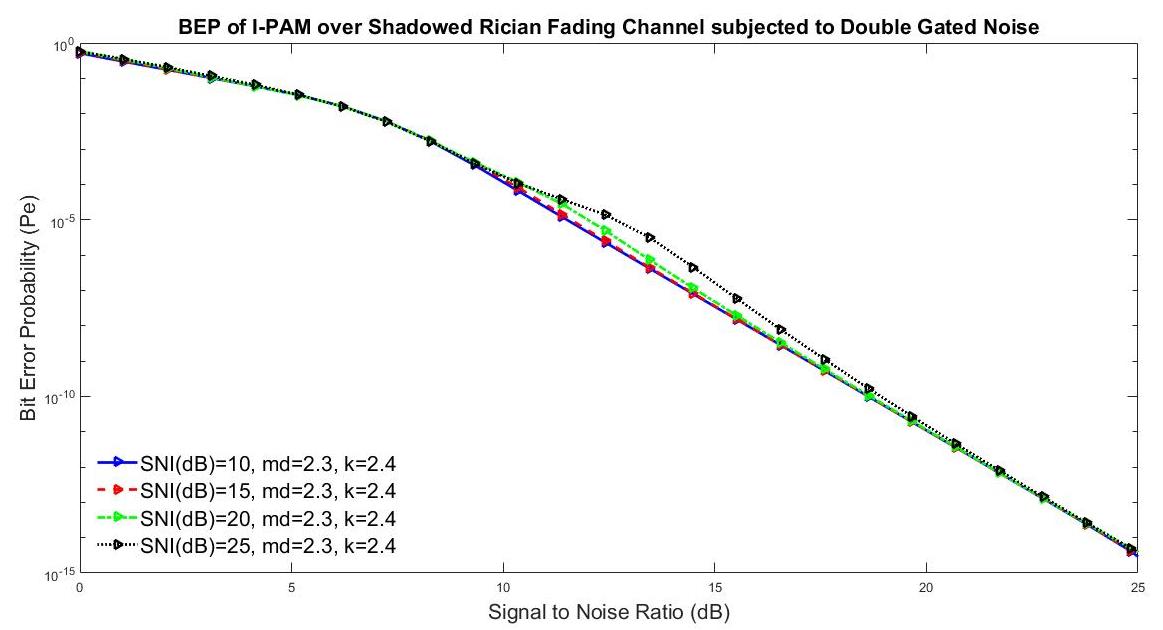 BEP of I-PAM over Shadowed Rician Fading Channel subjected to Double Gated Noise
Bit Error Probability (Pe)
10^0
10^-5
10^-10
10^-15
SNI(dB)=10, md=2.3, k=2.4
SNI(dB)=15, md=2.3, k=2.4
SNI(dB)=20, md=2.3, k=2.4
SNI(dB)=25, md=2.3, k=2.4
0 5 10 15 20 25
Signal to Noise Ratio (dB)